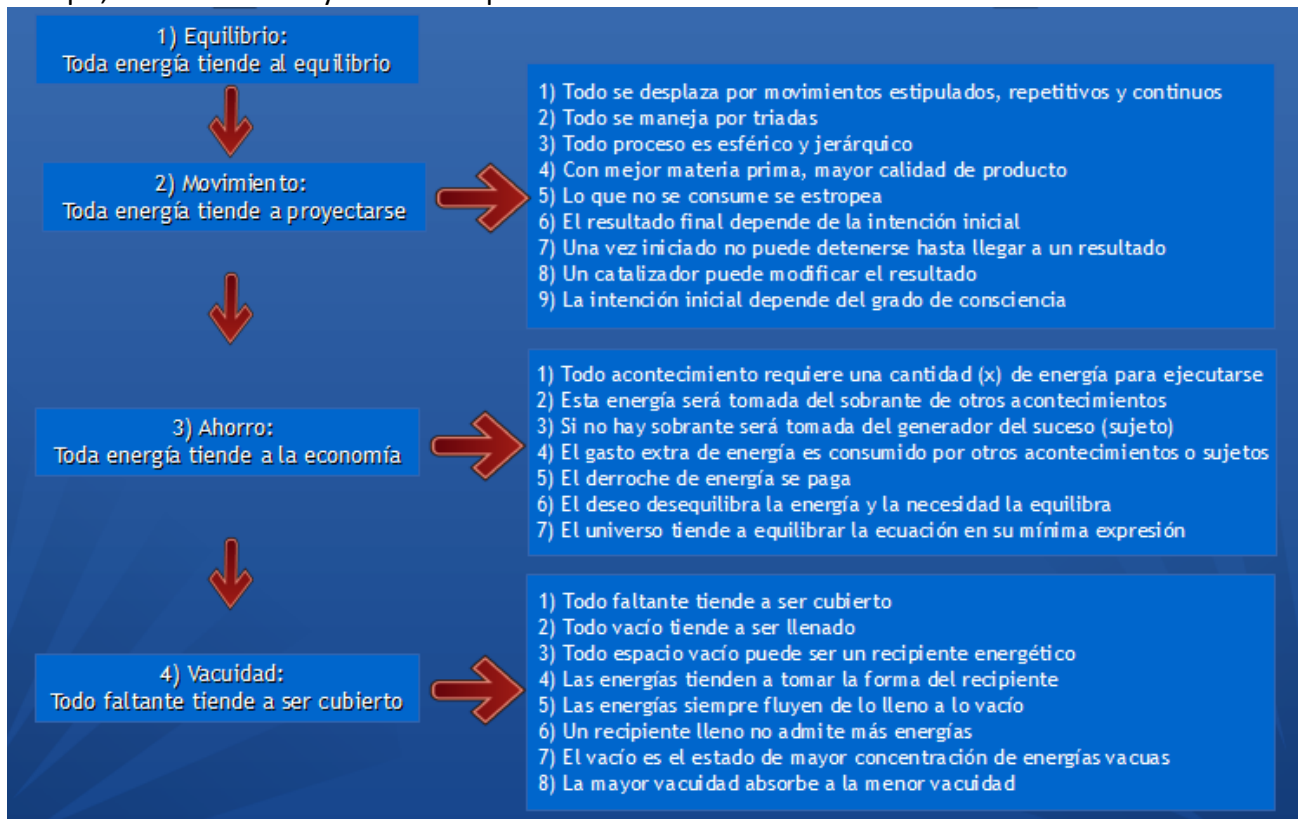 1) Equilibrio:
Toda energía tiende al equilibrio
2) Movimiento:
Toda energía tiende a proyectarse
1) Todo se desplaza por movimientos estipulados, repetitivos y continuos
2) Todo se maneja por triadas
3) Todo proceso es esférico y jerárquico
4) Con mejor materia prima, mayor calidad de producto
5) Lo que no se consume se estropea
6) El resultado final depende de la intención inicial
7) Una vez iniciado no puede detenerse hasta llegar a un resultado
8) Un catalizador puede modificar el resultado
9) La intención inicial depende del grado de consciencia
3) Ahorro:
Toda energía tiende a la economía
1) Todo acontecimiento requiere una cantidad (x) de energía para ejecutarse
2) Esta energía será tomada del sobrante de otros acontecimientos
3) Si no hay sobrante será tomada del generador del suceso (sujeto)
4) El gasto extra de energía es consumido por otros acontecimientos o sujetos
5) El derroche de energía se paga
6) El deseo desequilibra la energía y la necesidad la equilibra
7) El universo tiende a equilibrar la ecuación en su mínima expresión
4) Vacuidad:
Todo faltante tiende a ser cubierto
1) Todo faltante tiende a ser cubierto
2) Todo vacío tiende a ser llenado
3) Todo espacio vacío puede ser un recipiente energético
4) Las energías tienden a tomar la forma del recipiente
5) Las energías siempre fluyen de lo lleno a lo vacío
6) Un recipiente lleno no admite más energías
7) El vacío es el estado de mayor concentración de energías vacuas
8) La mayor vacuidad absorbe a la menor vacuidad